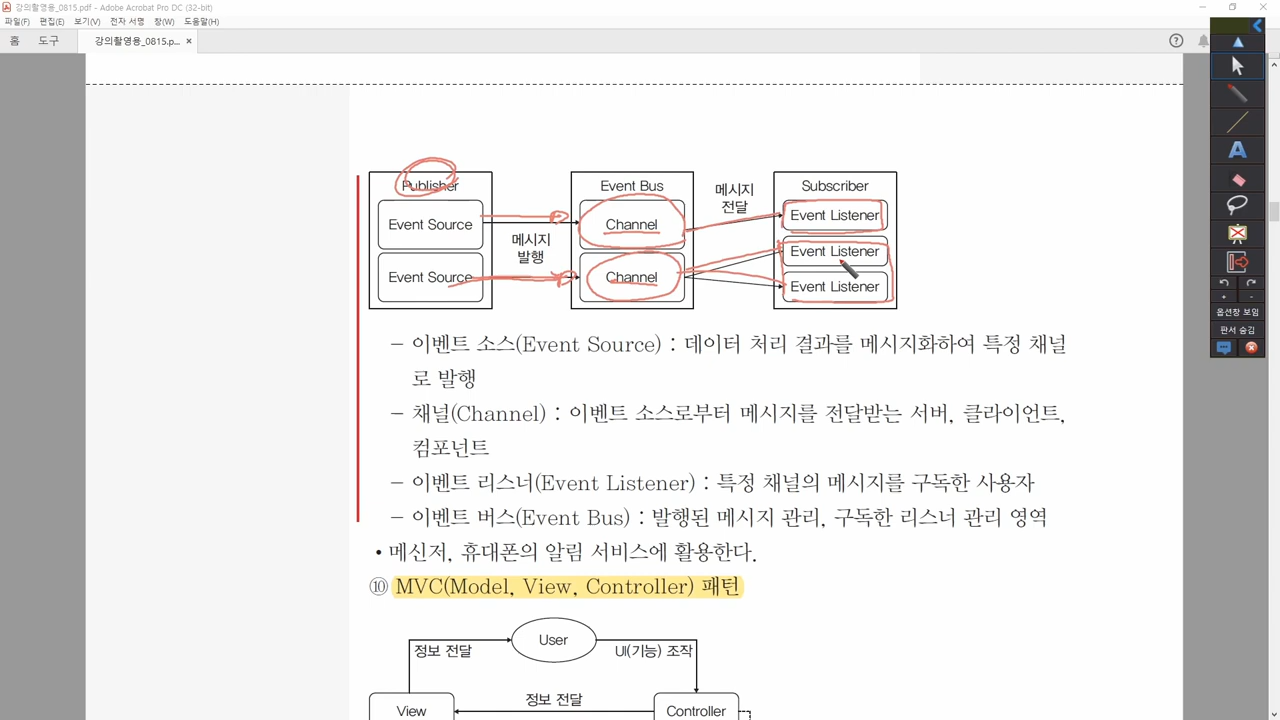 강의촬영용_0815.pdf - Adobe Acrobat Pro DC (32-bit)
파일(F) 편집(E) 보기(V) 전자 서명 창(W) 도움말(H)
홈 도구 강의촬영용_0815.p... ×
Publisher Event Bus 메시지 전달 Subscriber
Event Source Channel Event Listener
메시지 발행 Event Listener
Event Source Channel Event Listener
– 이벤트 소스(Event Source) : 데이터 처리 결과를 메시지화하여 특정 채널
로 발행
– 채널(Channel) : 이벤트 소스로부터 메시지를 전달받는 서버, 클라이언트,
컴포넌트
– 이벤트 리스너(Event Listener) : 특정 채널의 메시지를 구독한 사용자
– 이벤트 버스(Event Bus) : 발행된 메시지 관리, 구독한 리스너 관리 영역
• 메신저, 휴대폰의 알림 서비스에 활용한다.
⑩ MVC(Model, View, Controller) 패턴
User
정보 전달 UI(기능) 조작
정보 전달
View Controller
A
옵션창 보임
판서 숨김